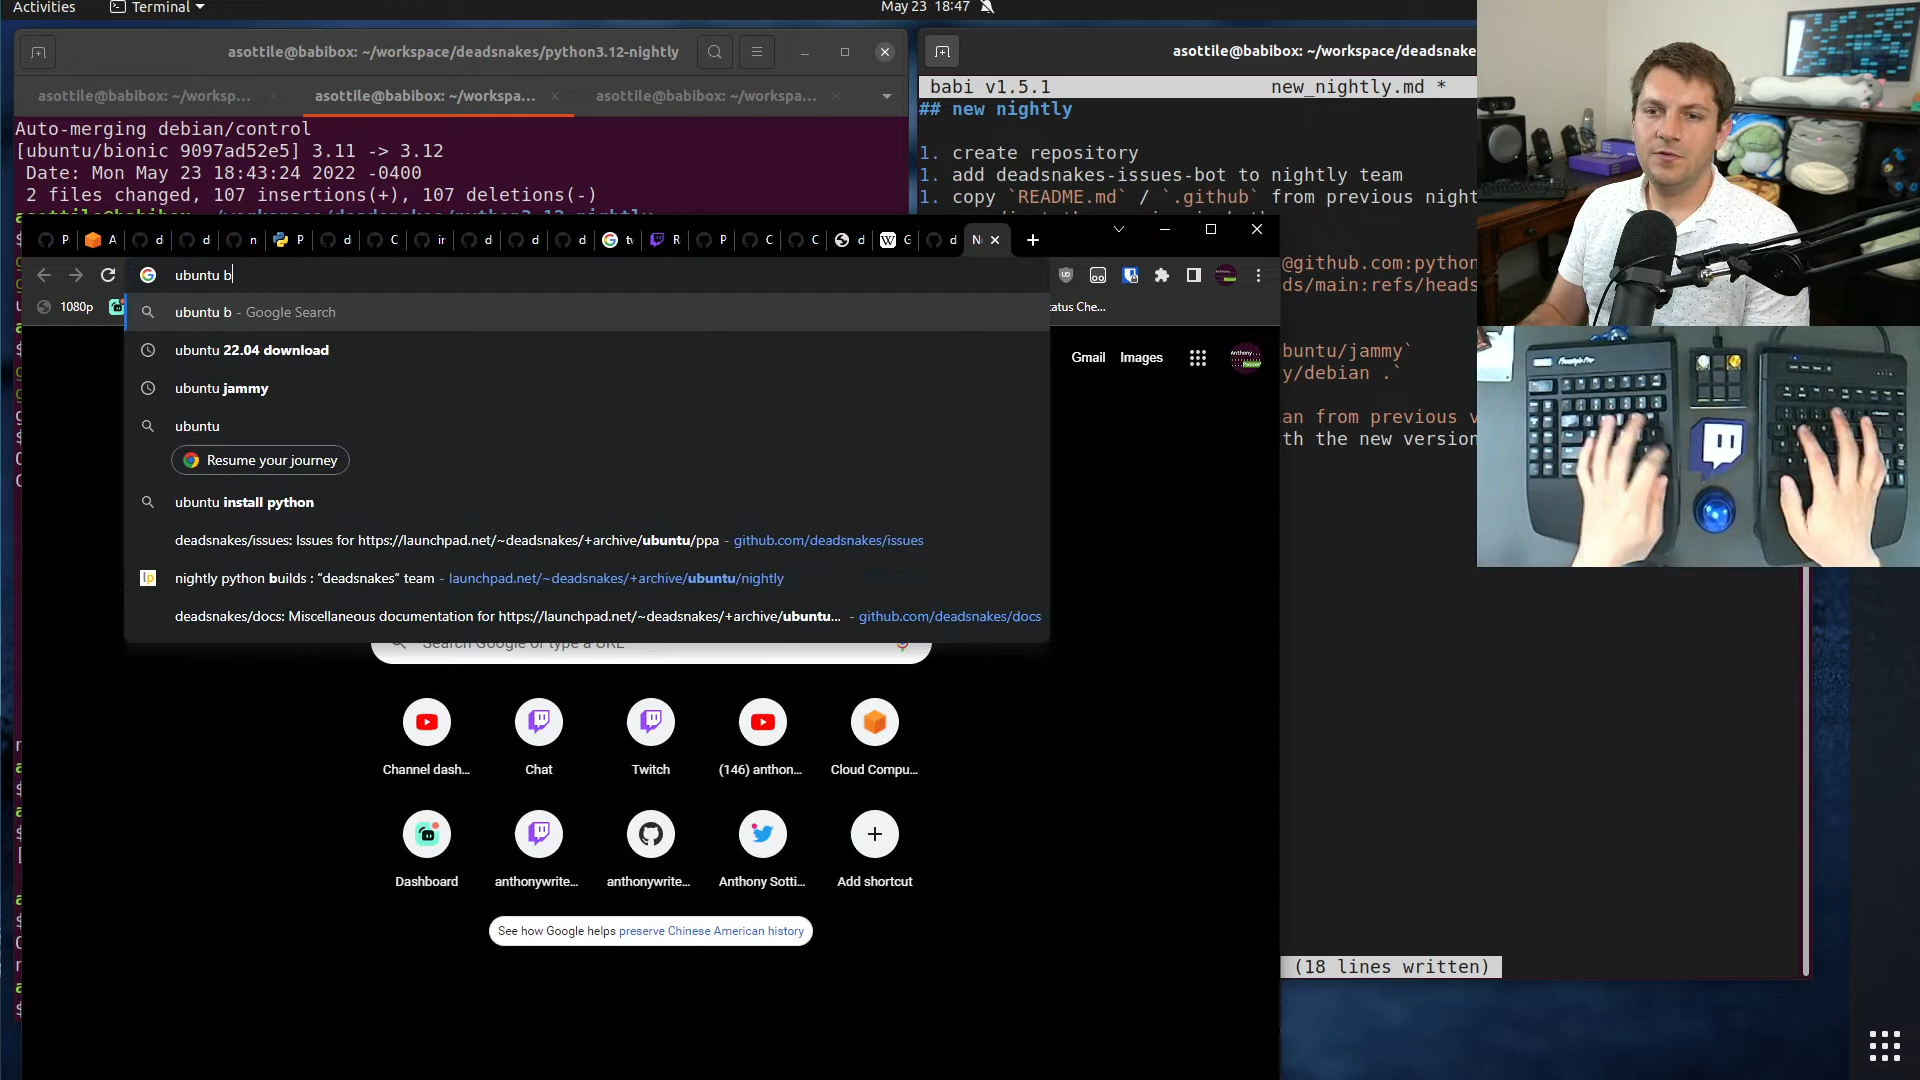 Activities
Terminal
May 23 18:47
asottile@babibox: ~/workspace/deadsnakes/python3.12-nightly
asottile@babibox: ~/worksp...
asottile@babibox: ~/workspa...
asottile@babibox: ~/workspa...
Auto-merging debian/control
[ubuntu/bionic 9097ad52e5] 3.11 -> 3.12
Date: Mon May 23 18:43:24 2022 -0400
2 files changed, 107 insertions(+), 107 deletions(-)
asottile@babibox: ~/workspace/deadsnake
babi v1.5.1
new_nightly.md *
## new nightly
1. create repository
1. add deadsnakes-issues-bot to nightly team
1. copy `README.md` / `.github` from previous night
@github.com:python
ds/main:refs/heads
buntu/jammy`
y/debian .`
an from previous v
th the new version
(18 lines written)
ubuntu b
1080p
atus Che...
ubuntu b - Google Search
ubuntu 22.04 download
ubuntu jammy
ubuntu
Resume your journey
ubuntu install python
deadsnakes/issues: Issues for https://launchpad.net/~deadsnakes/+archive/ubuntu/ppa - github.com/deadsnakes/issues
nightly python builds : “deadsnakes” team - launchpad.net/~deadsnakes/+archive/ubuntu/nightly
deadsnakes/docs: Miscellaneous documentation for https://launchpad.net/~deadsnakes/+archive/ubuntu... - github.com/deadsnakes/docs
Gmail
Images
Search Google or type a URL
Channel dash...
Chat
Twitch
(146) anthon...
Cloud Compu...
Dashboard
anthonywrite...
anthonywrite...
Anthony Sotti...
Add shortcut
See how Google helps preserve Chinese American history